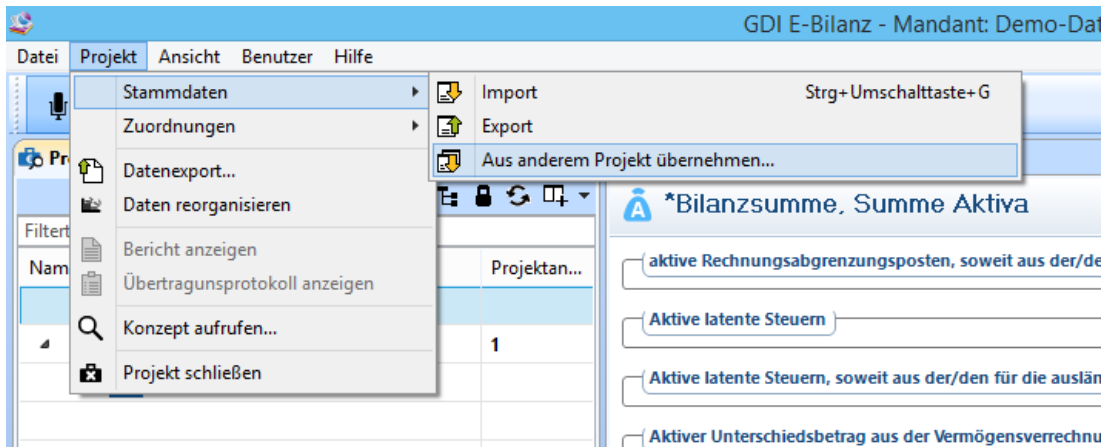 GDI E-Bilanz - Mandant: Demo-Dat
Datei Projekt Ansicht Benutzer Hilfe
Stammdaten
Import Strg+Umschalttaste+G
Zuordnungen
Export
Pr
Datenexport...
Aus anderem Projekt übernehmen...
Daten reorganisieren
*Bilanzsumme, Summe Aktiva
Filtert
Bericht anzeigen
Nam
Projektan...
aktive Rechnungsabgrenzungsposten, soweit aus der/de
Übertragunsprotokoll anzeigen
Konzept aufrufen...
Aktive latente Steuern
1
Projekt schließen
Aktive latente Steuern, soweit aus der/den für die auslän
Aktiver Unterschiedsbetrag aus der Vermögensverrechnu